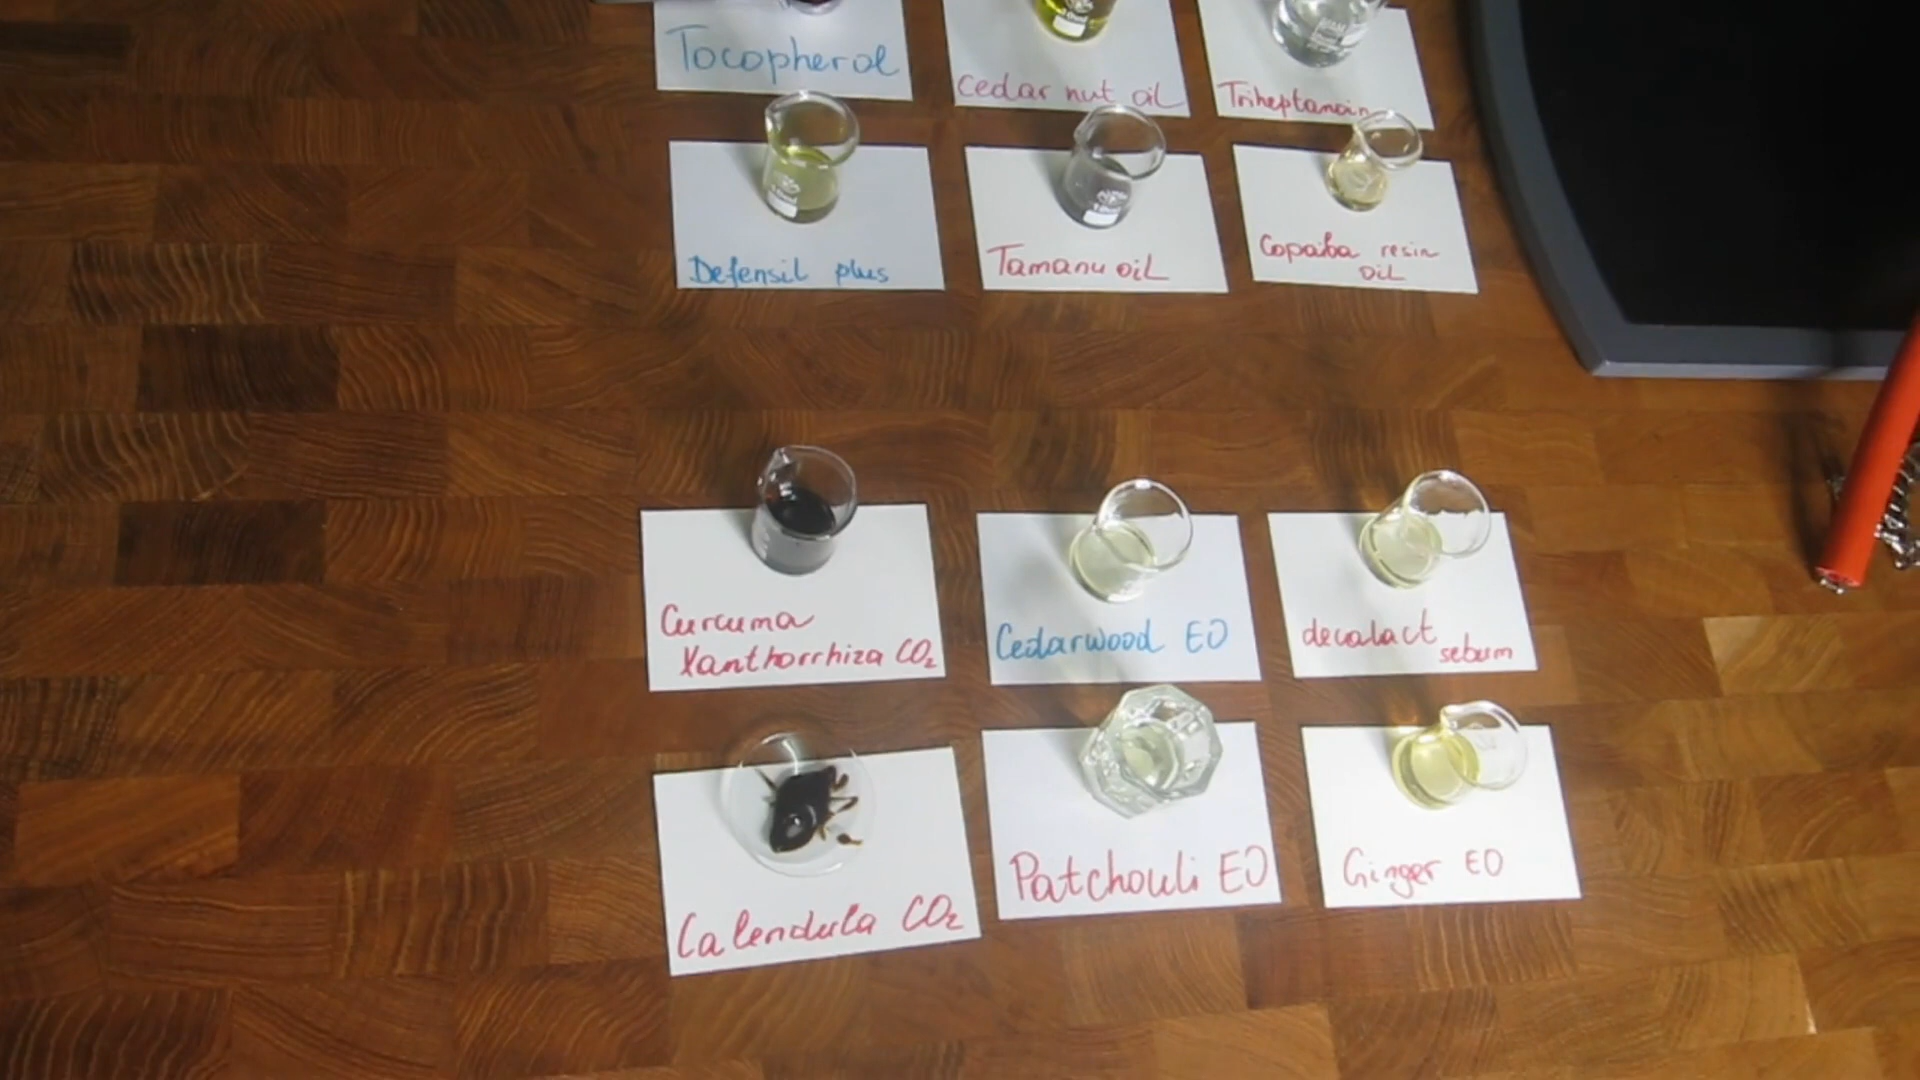 Tocopherol
Cedar nut oil
Triheptanoin
Defensil plus
Tamanu oil
Copaiba resin
oil
Curcuma
Xanthorrhiza CO₂
Cedarwood EO
decalact
sebum
Calendula CO₂
Patchouli EO
Ginger EO